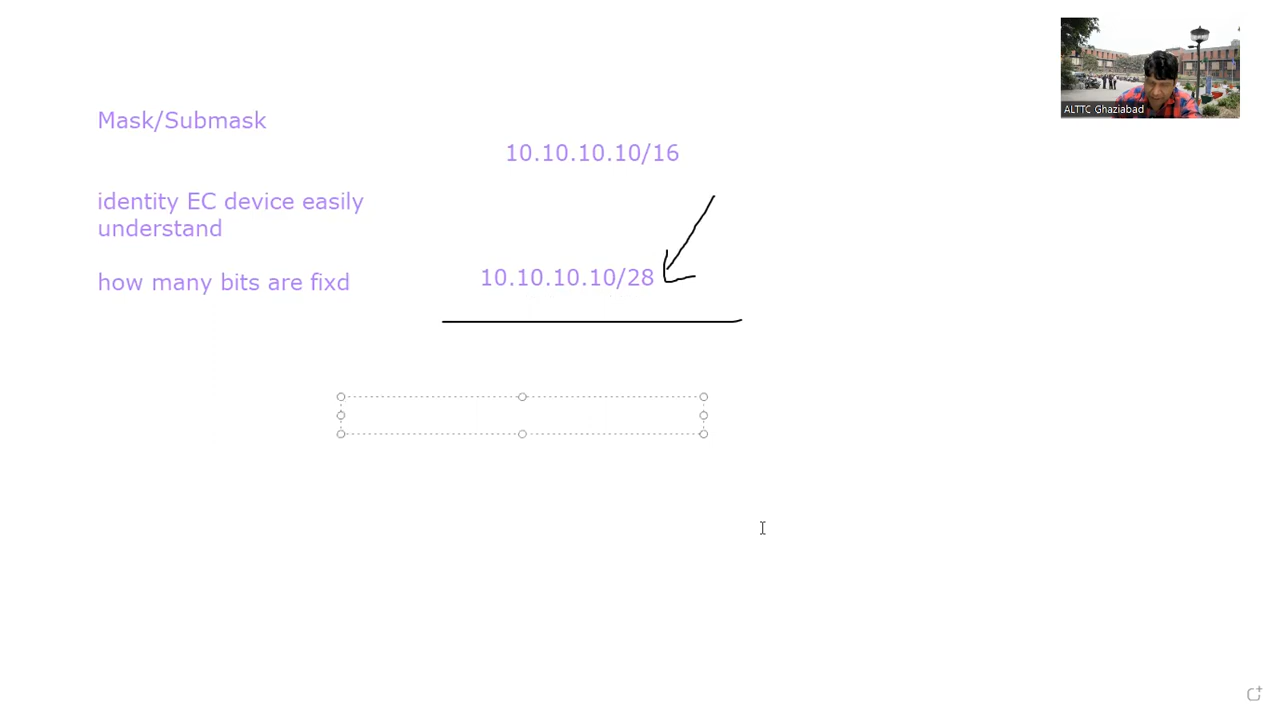 ALTTC Ghaziabad
Mask/Submask
10.10.10.10/16
identity EC device easily
understand
how many bits are fixd
10.10.10.10/28